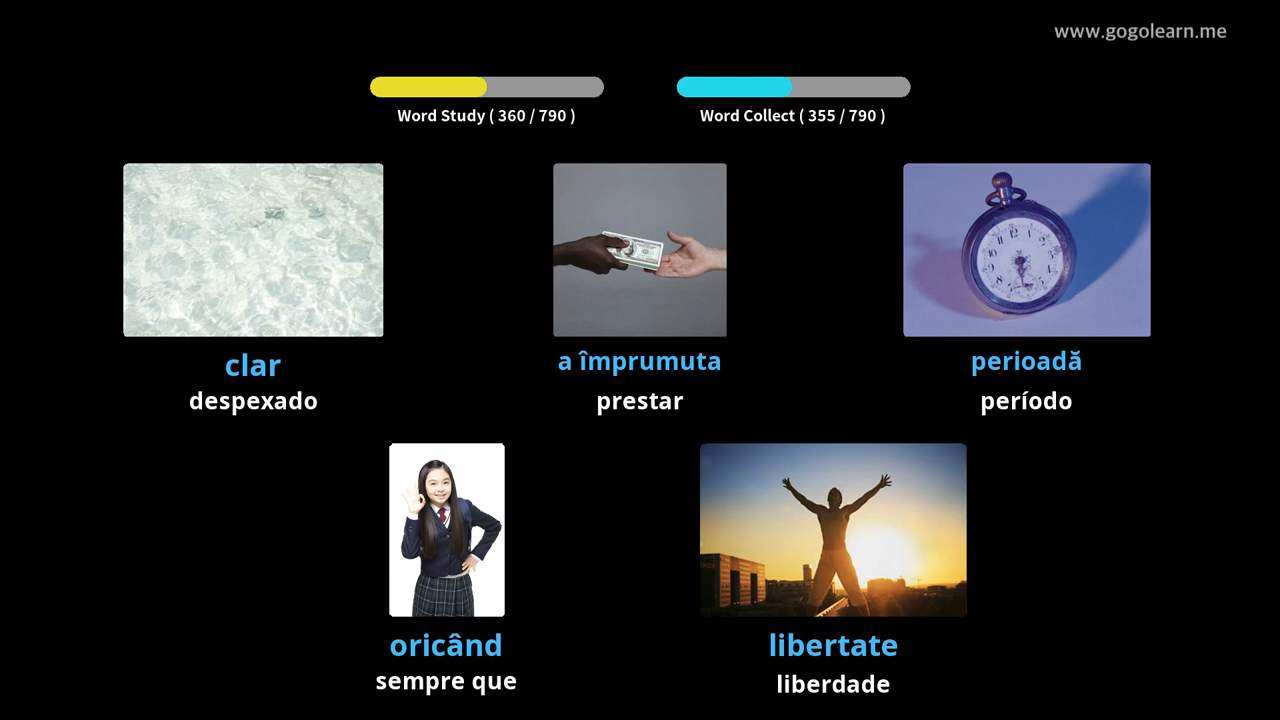 www.gogolearn.me
Word Study ( 360 / 790 )
Word Collect ( 355 / 790 )
clar
despexado
a împrumuta
prestar
perioadă
período
oricând
sempre que
libertate
liberdade